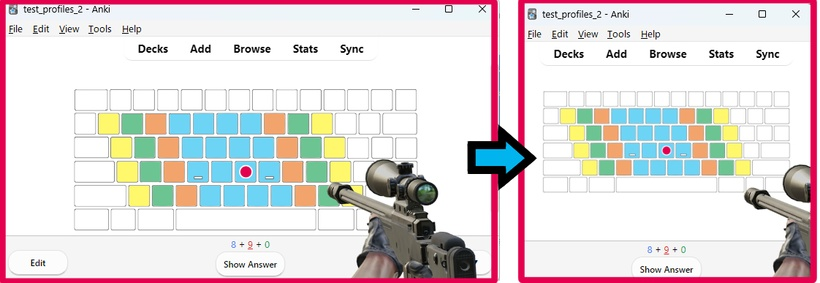 test_profiles_2 - Anki
File Edit View Tools Help
Decks Add Browse Stats Sync
8 + 9 + 0
Edit
Show Answer
test_profiles_2 - Anki
File Edit View Tools Help
Decks Add Browse Stats Sync
8 + 9 + 0
Show Answer